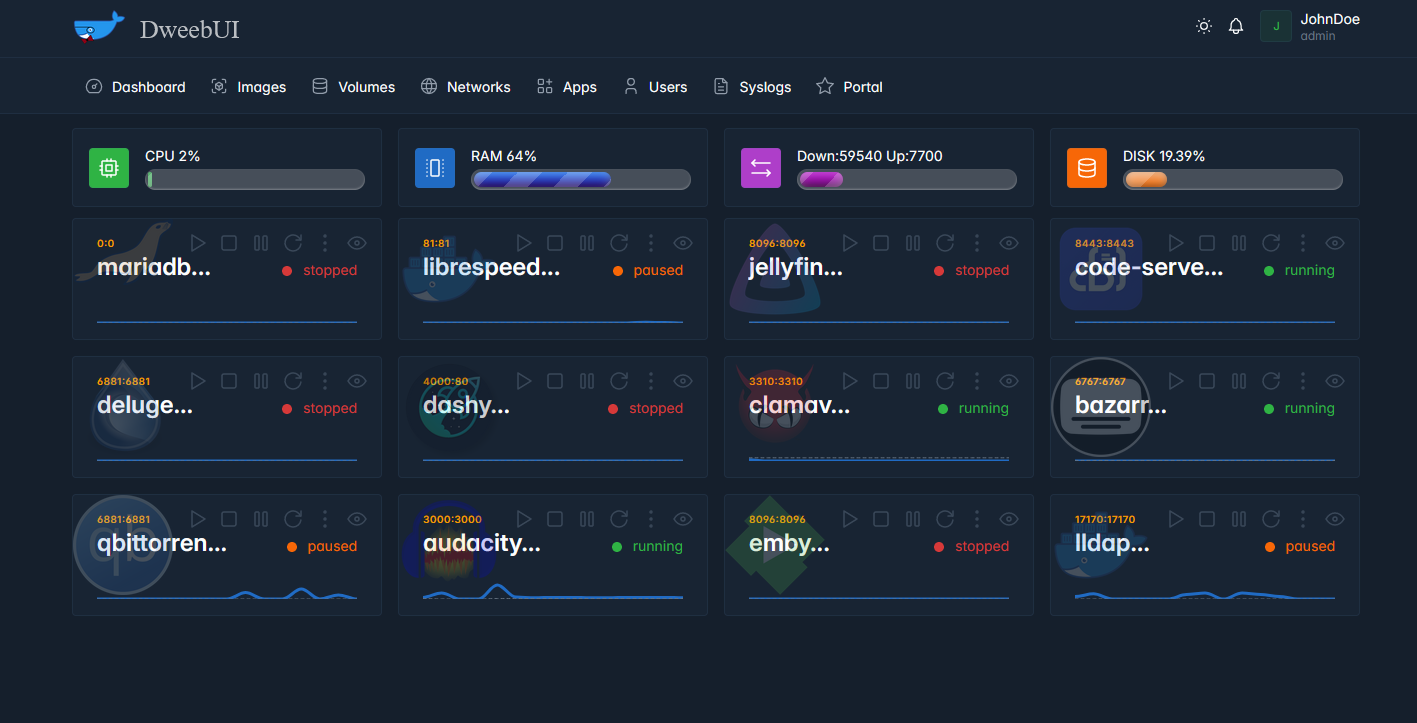 DweebUI
J
JohnDoe
admin
Dashboard Images Volumes Networks Apps Users Syslogs Portal
CPU 2%
RAM 64%
Down:59540 Up:7700
DISK 19.39%
0:0
mariadb...
stopped
81:81
librespeed...
paused
8096:8096
jellyfin...
stopped
8443:8443
code-serve...
running
6881:6881
deluge...
stopped
4000:80
dashy...
stopped
3310:3310
clamav...
running
6767:6767
bazarr...
running
6881:6881
qbittorren...
paused
3000:3000
audacity...
running
8096:8096
emby...
stopped
17170:17170
lldap...
paused